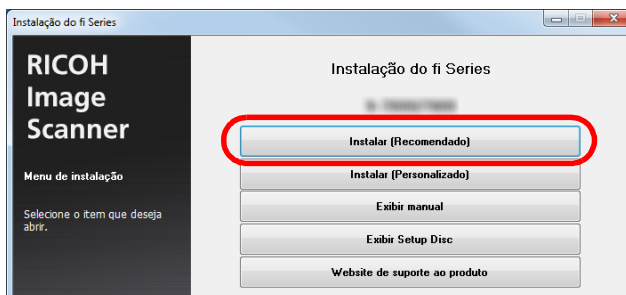 Instalação do fi Series
RICOH
Image
Scanner
Menu de instalação
Selecione o item que deseja
abrir.
Instalação do fi Series
Instalar (Recomendado)
Instalar (Personalizado)
Exibir manual
Exibir Setup Disc
Website de suporte ao produto